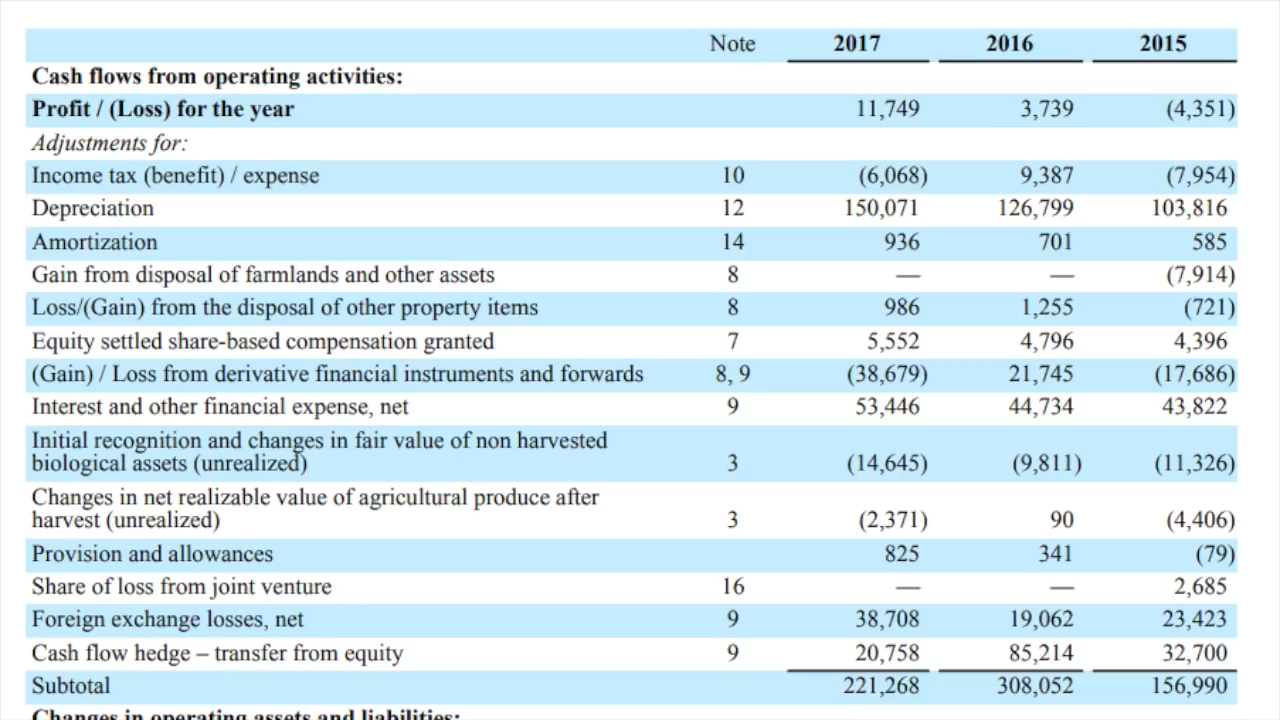 Note 2017 2016 2015
Cash flows from operating activities:
Profit / (Loss) for the year 11,749 3,739 (4,351)
Adjustments for:
Income tax (benefit) / expense 10 (6,068) 9,387 (7,954)
Depreciation 12 150,071 126,799 103,816
Amortization 14 936 701 585
Gain from disposal of farmlands and other assets 8 — — (7,914)
Loss/(Gain) from the disposal of other property items 8 986 1,255 (721)
Equity settled share-based compensation granted 7 5,552 4,796 4,396
(Gain) / Loss from derivative financial instruments and forwards 8, 9 (38,679) 21,745 (17,686)
Interest and other financial expense, net 9 53,446 44,734 43,822
Initial recognition and changes in fair value of non harvested
biological assets (unrealized) 3 (14,645) (9,811) (11,326)
Changes in net realizable value of agricultural produce after
harvest (unrealized) 3 (2,371) 90 (4,406)
Provision and allowances 825 341 (79)
Share of loss from joint venture 16 — — 2,685
Foreign exchange losses, net 9 38,708 19,062 23,423
Cash flow hedge – transfer from equity 9 20,758 85,214 32,700
Subtotal 221,268 308,052 156,990
Changes in operating assets and liabilities: